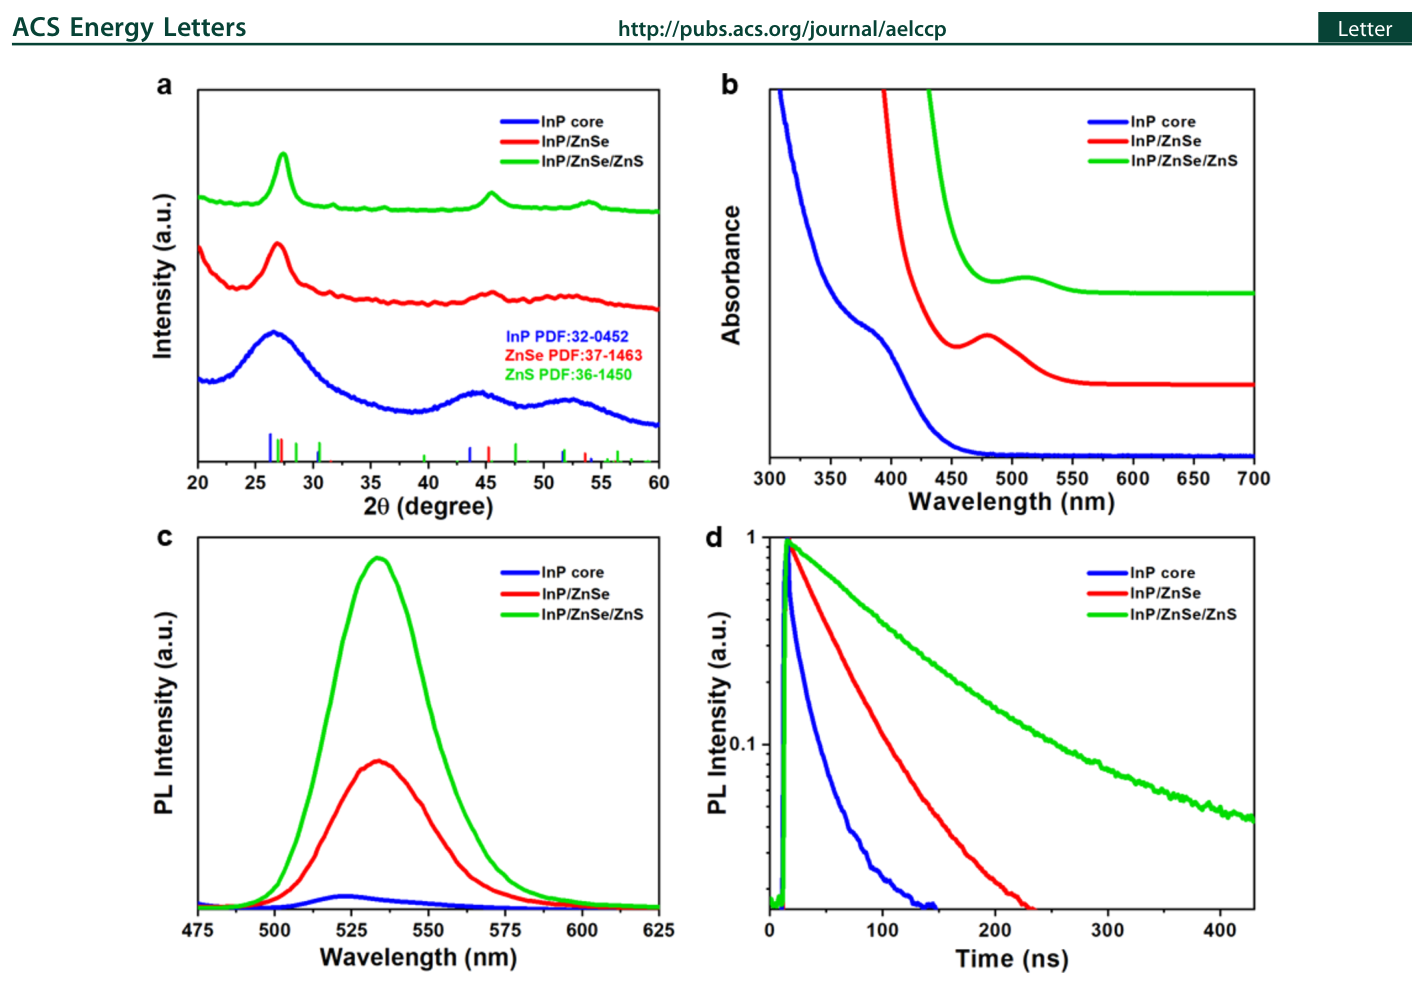 ACS Energy Letters http://pubs.acs.org/journal/aelccp Letter
a
InP core
InP/ZnSe
InP/ZnSe/ZnS
InP PDF:32-0452
ZnSe PDF:37-1463
ZnS PDF:36-1450
Intensity (a.u.)
20 25 30 35 40 45 50 55 60
2θ (degree)
b
InP core
InP/ZnSe
InP/ZnSe/ZnS
Absorbance
300 350 400 450 500 550 600 650 700
Wavelength (nm)
c
InP core
InP/ZnSe
InP/ZnSe/ZnS
PL Intensity (a.u.)
475 500 525 550 575 600 625
Wavelength (nm)
d
1
InP core
InP/ZnSe
InP/ZnSe/ZnS
PL Intensity (a.u.)
0.1
0 100 200 300 400
Time (ns)